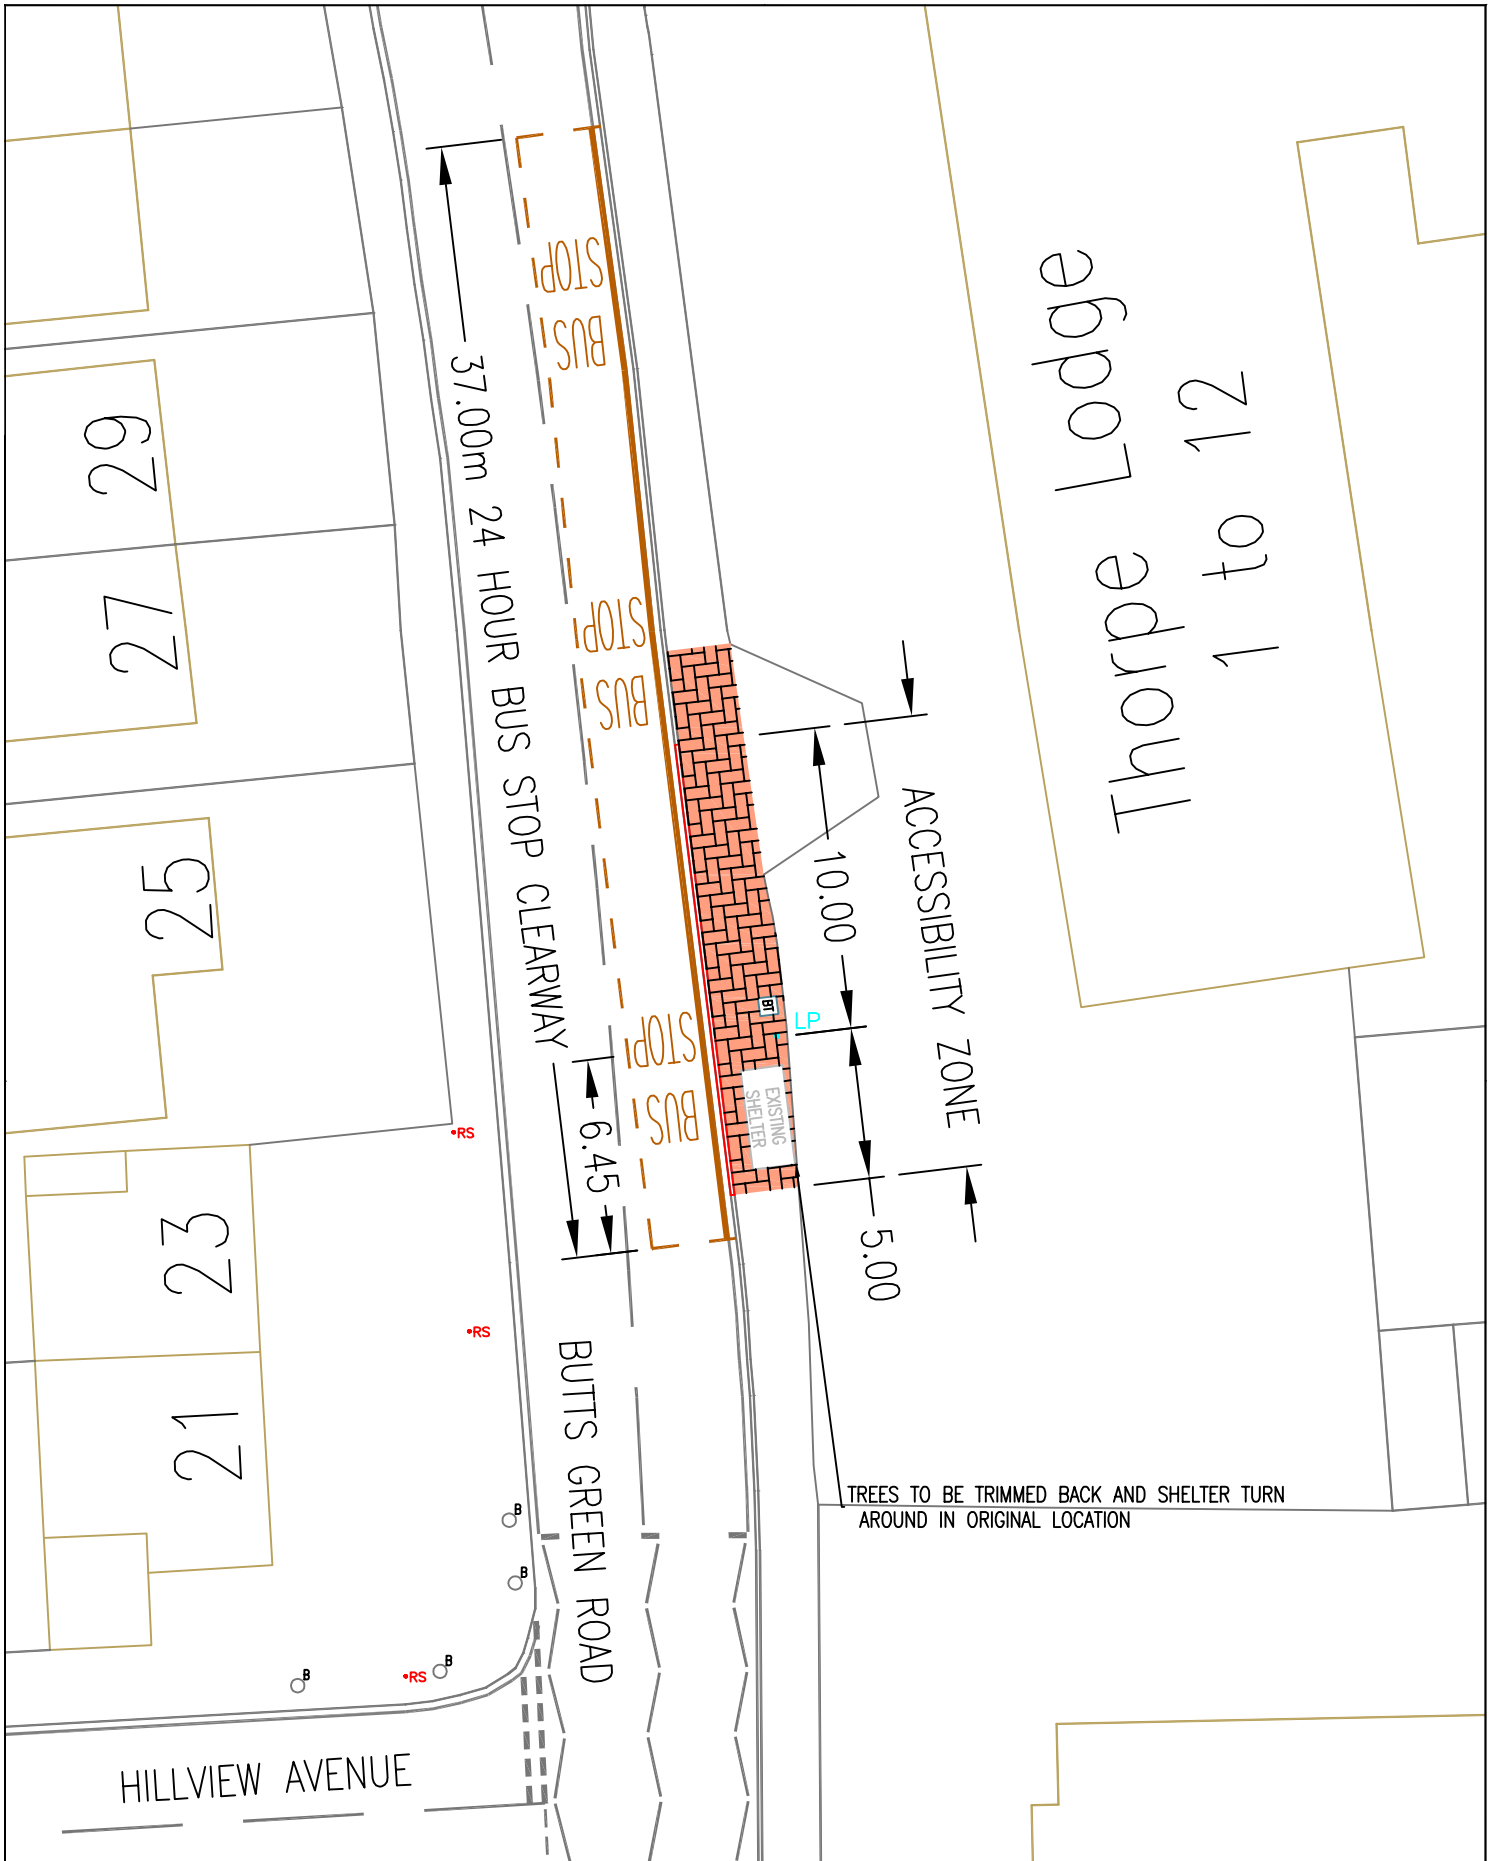 STOP
BUS
37.00m 24 HOUR BUS STOP CLEARWAY
Thorpe Lodge
1 to 12
29
27
STOP
BUS
25
10.00
ACCESSIBILITY ZONE
BT
LP
STOP
BUS
EXISTING
SHELTER
6.45
5.00
RS
23
RS
21
BUTTS GREEN ROAD
TREES TO BE TRIMMED BACK AND SHELTER TURN
AROUND IN ORIGINAL LOCATION
B
B
B
RS
B
HILLVIEW AVENUE